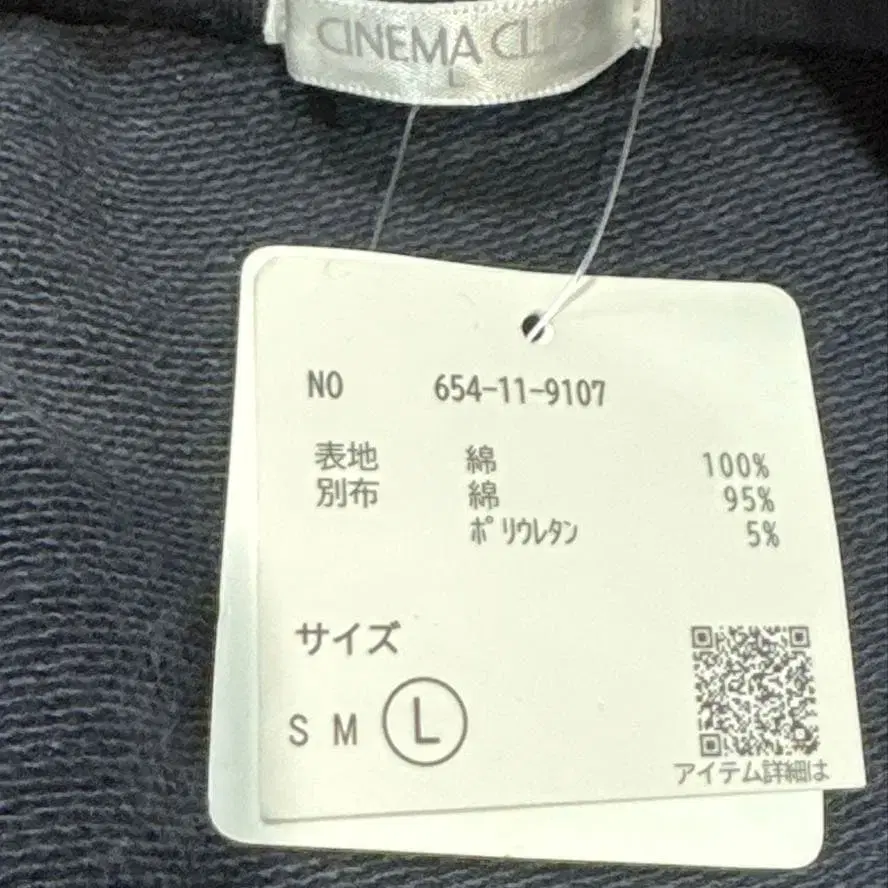 CINEMA CLUB
L
NO 654-11-9107
表地 綿 100%
別布 綿 95%
ポリウレタン 5%
サイズ
S M L
アイテム詳細は